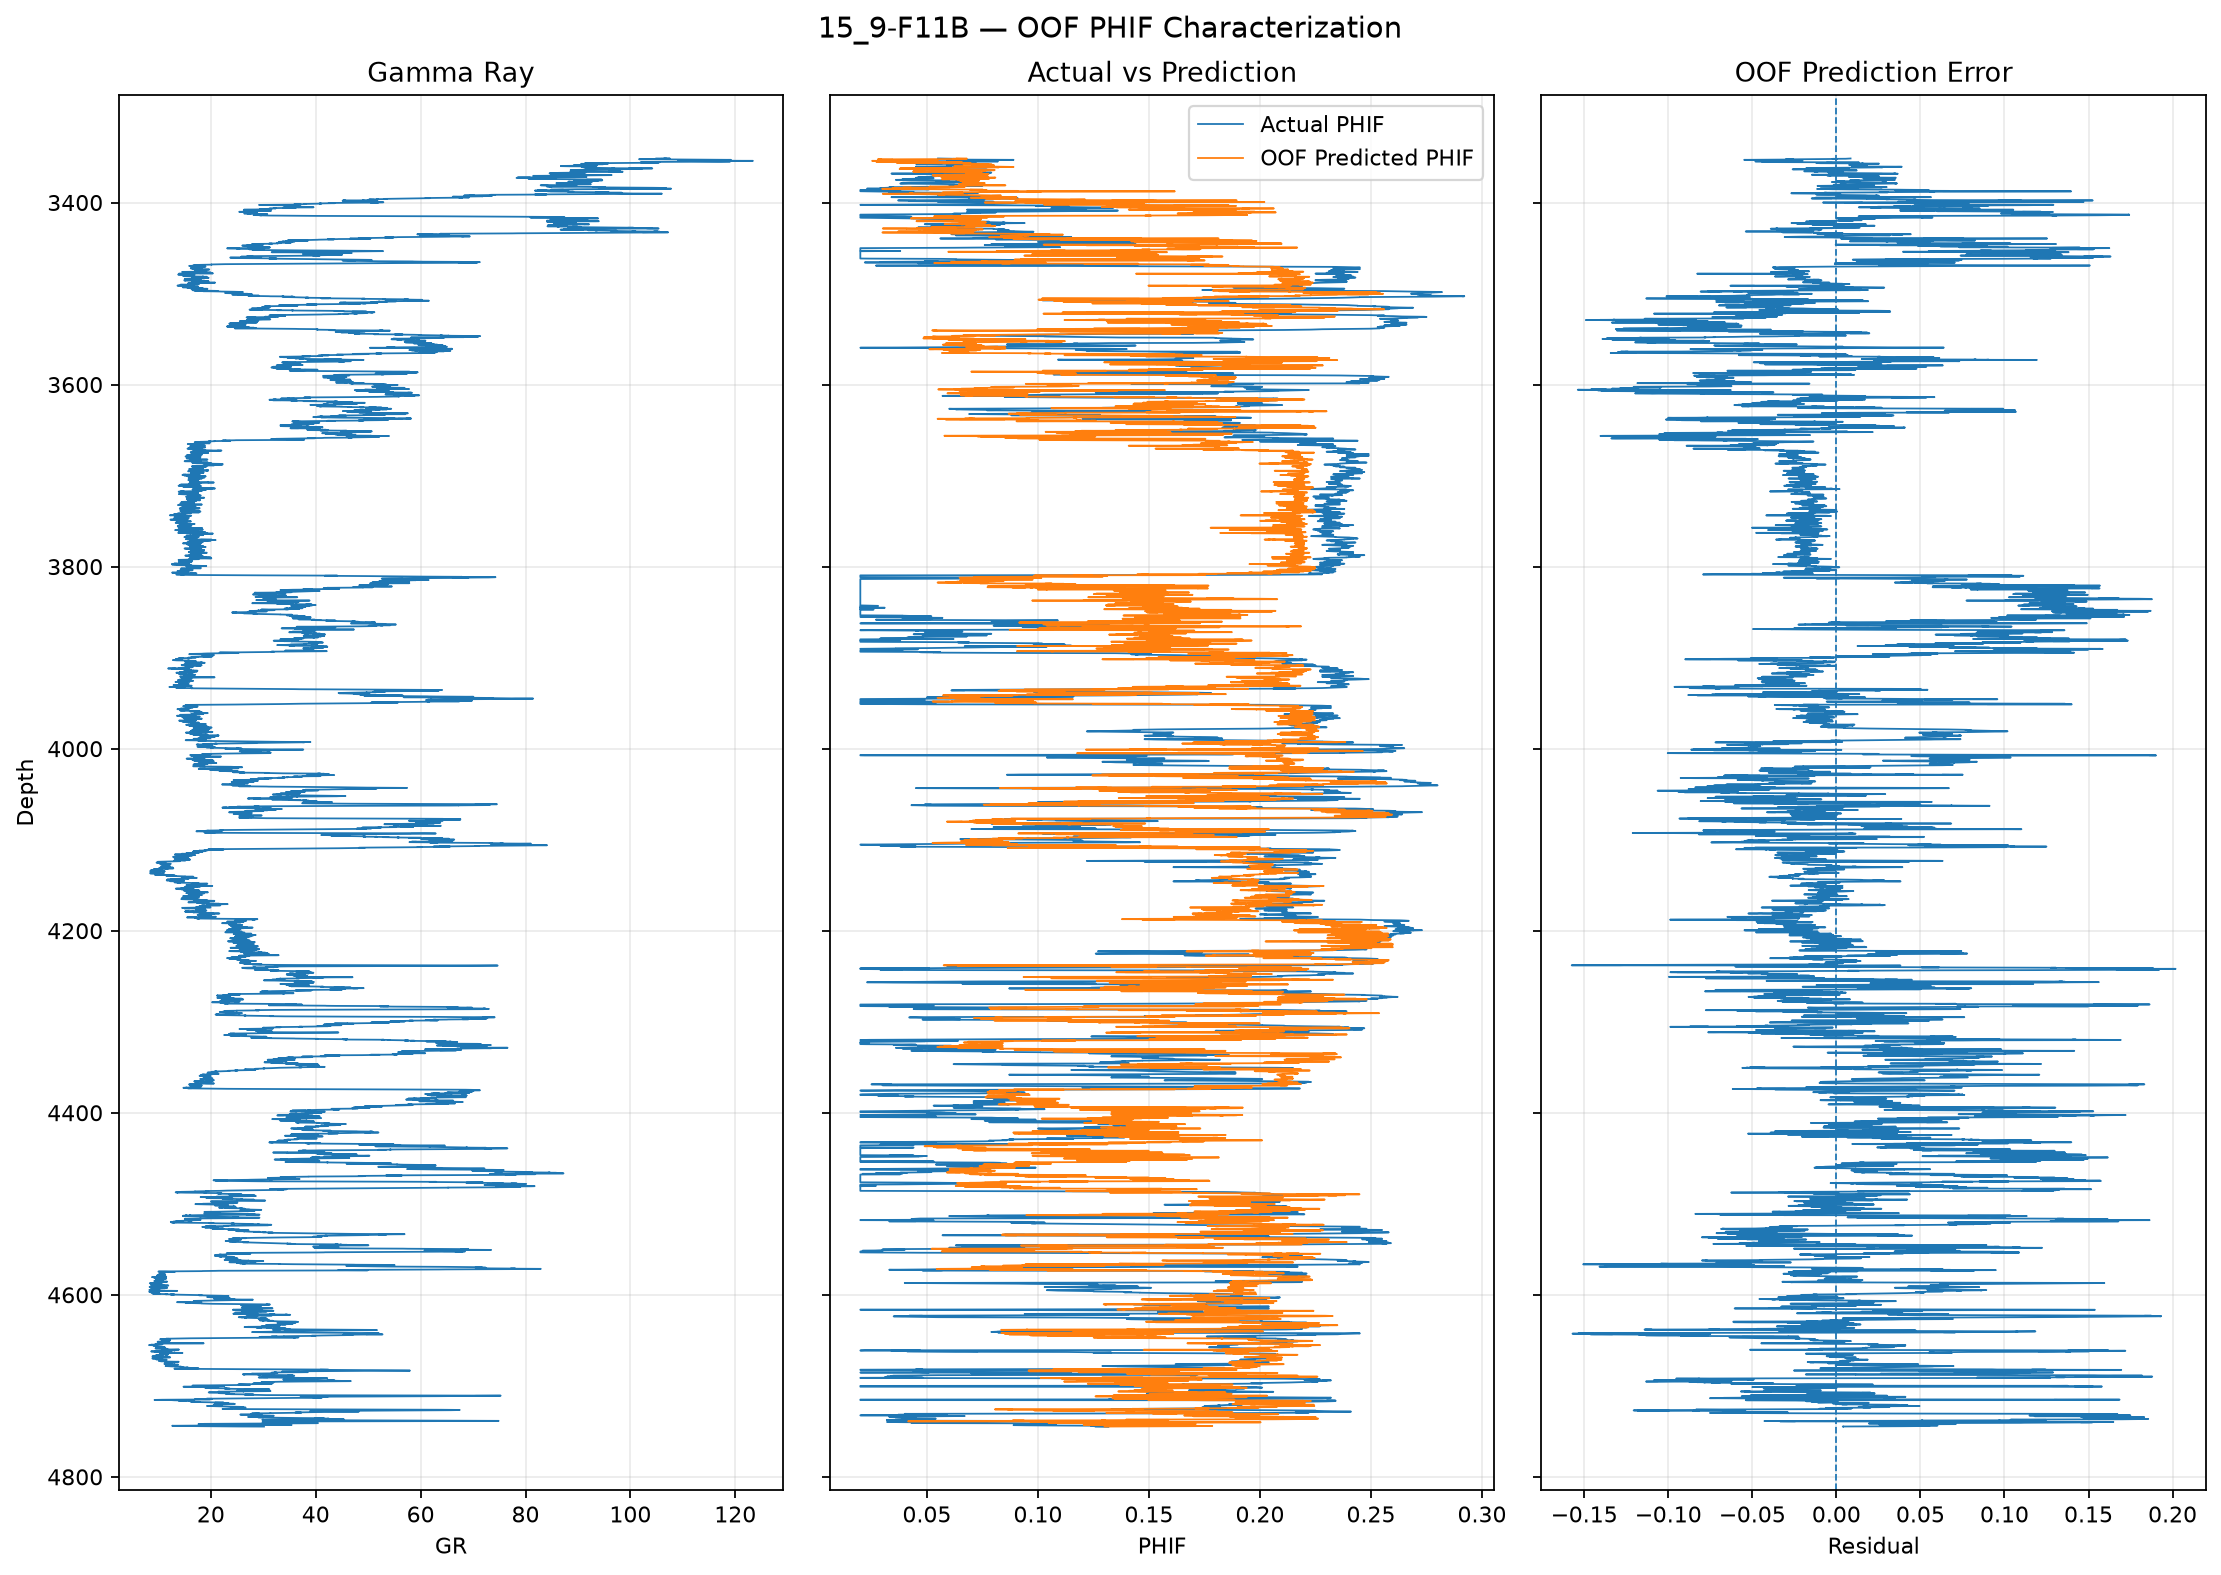 15_9-F11B — OOF PHIF Characterization
Gamma Ray
Actual vs Prediction
OOF Prediction Error
Actual PHIF
OOF Predicted PHIF
Depth
3400
3600
3800
4000
4200
4400
4600
4800
20 40 60 80 100 120
0.05 0.10 0.15 0.20 0.25 0.30
−0.15 −0.10 −0.05 0.00 0.05 0.10 0.15 0.20
GR
PHIF
Residual